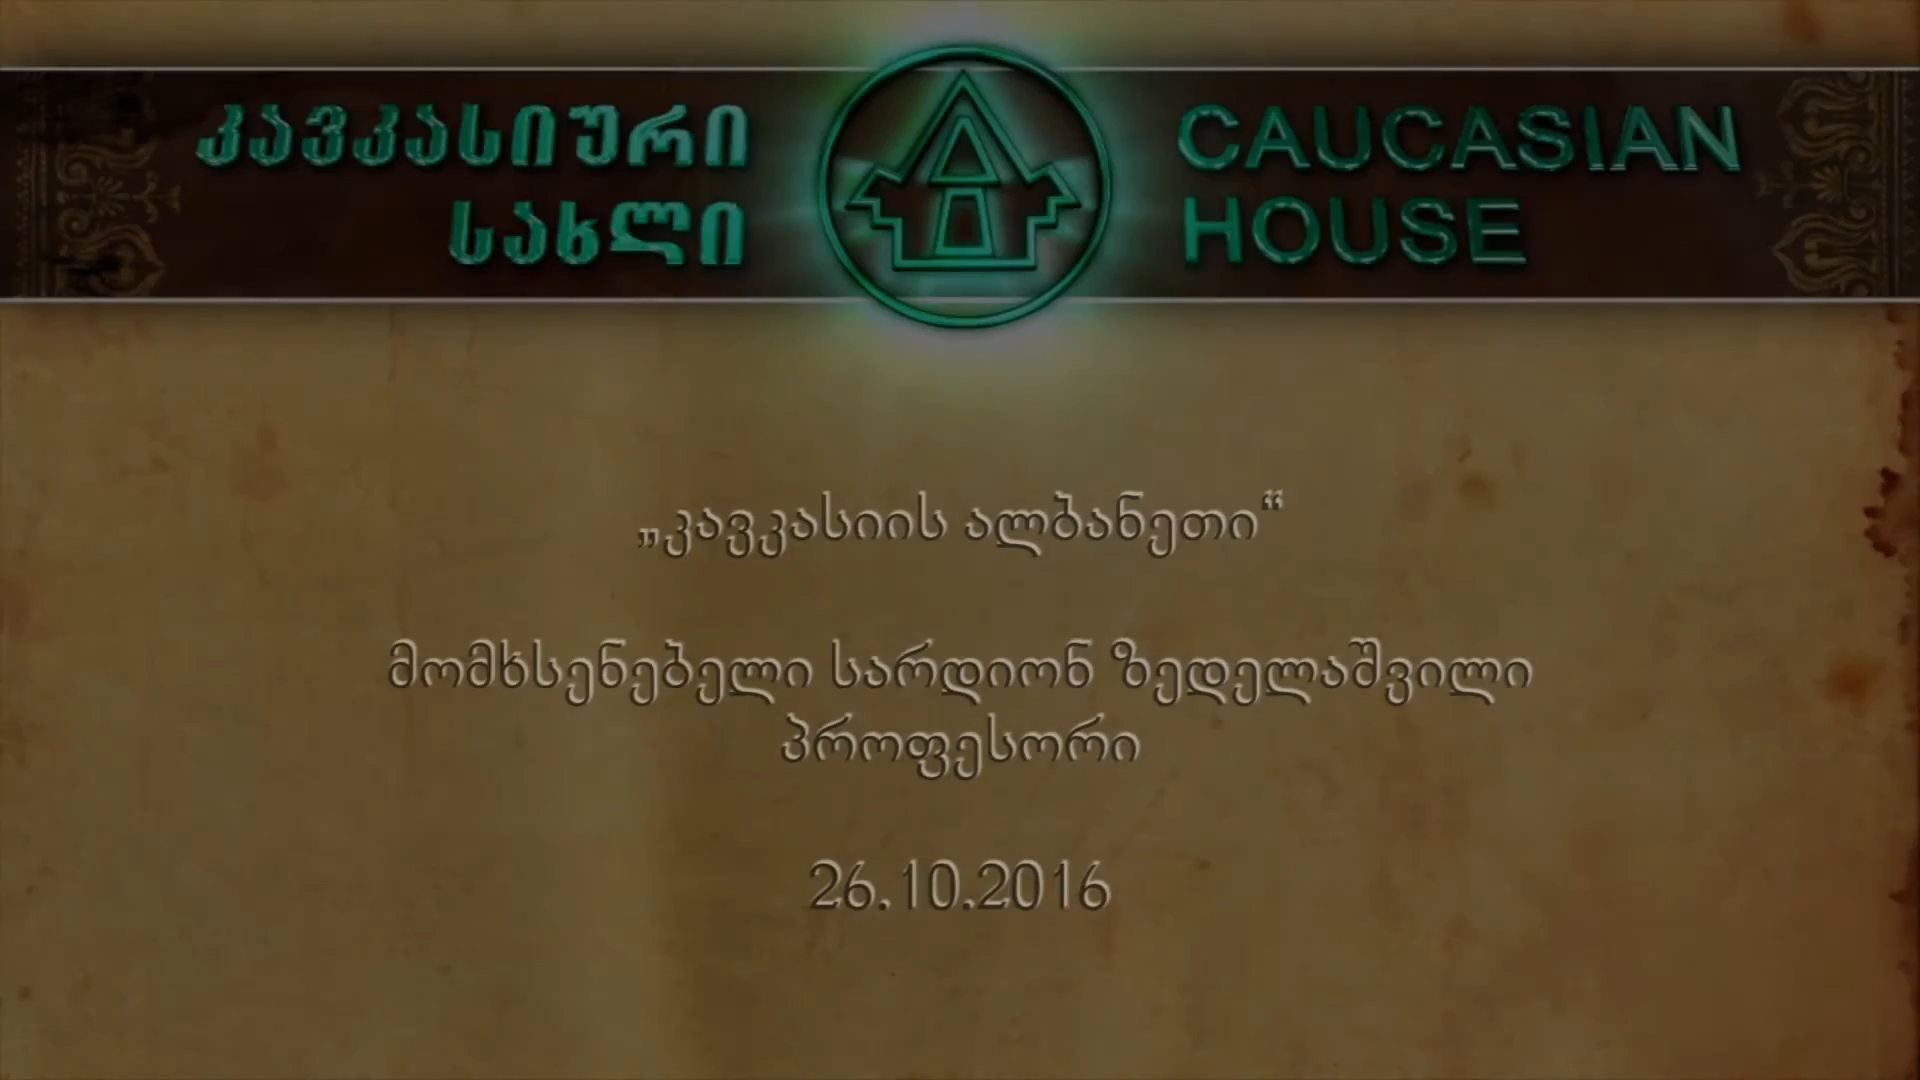 კავკასიური
სახლი
CAUCASIAN
HOUSE
„კავკასიის ალბანეთი“
მომხსენებელი სარდიონ ზედელაშვილი
პროფესორი
26.10.2016